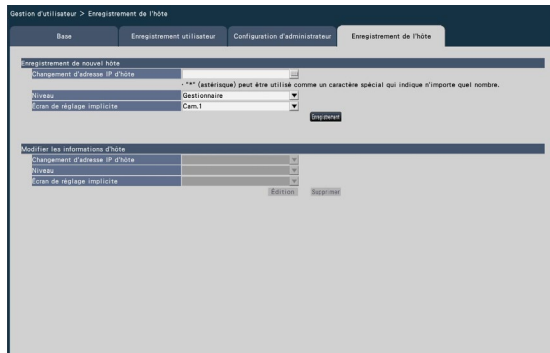 Gestion d'utilisateur > Enregistrement de l'hôte
Base Enregistrement utilisateur Configuration d'administrateur Enregistrement de l'hôte
Enregistrement de nouvel hôte
Changement d'adresse IP d'hôte
· "*" (astérisque) peut être utilisé comme un caractère spécial qui indique n'importe quel nombre.
Niveau Gestionnaire
Écran de réglage implicite Cam.1
Enregistrement
Modifier les informations d'hôte
Changement d'adresse IP d'hôte
Niveau
Écran de réglage implicite
Édition Supprimer